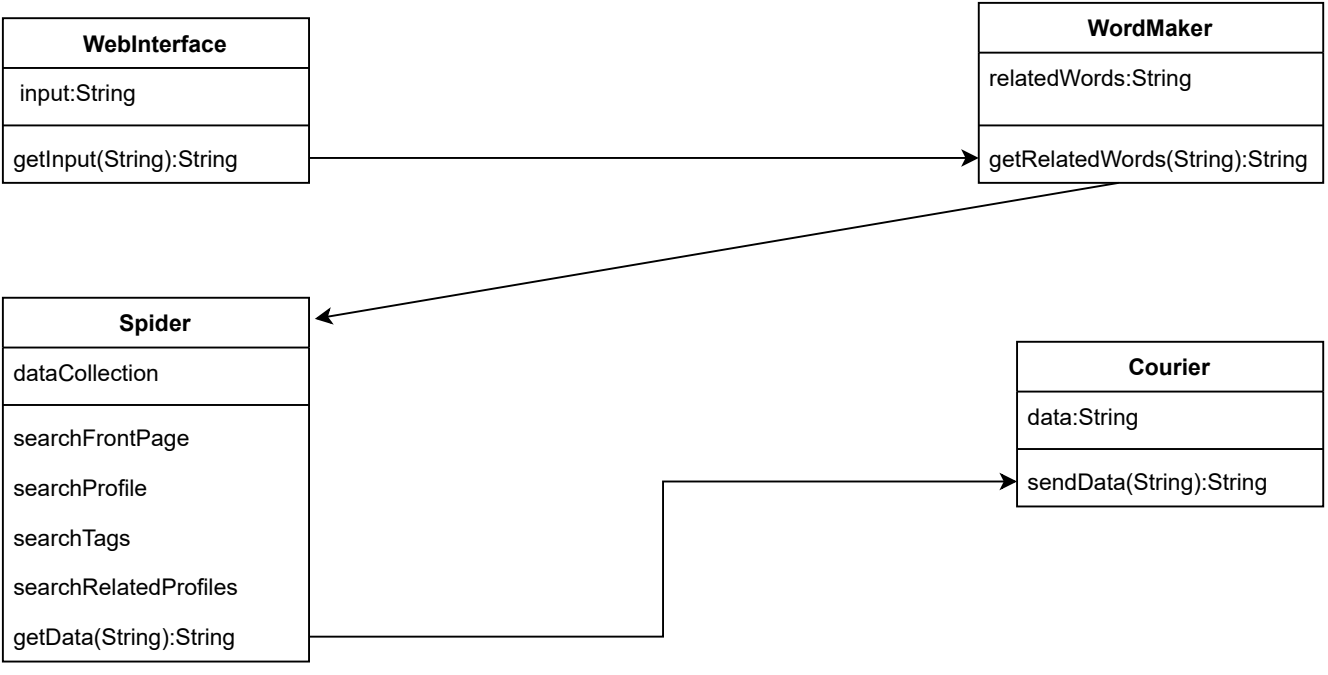 WebInterface
input:String
getInput(String):String
WordMaker
relatedWords:String
getRelatedWords(String):String
Spider
dataCollection
searchFrontPage
searchProfile
searchTags
searchRelatedProfiles
getData(String):String
Courier
data:String
sendData(String):String